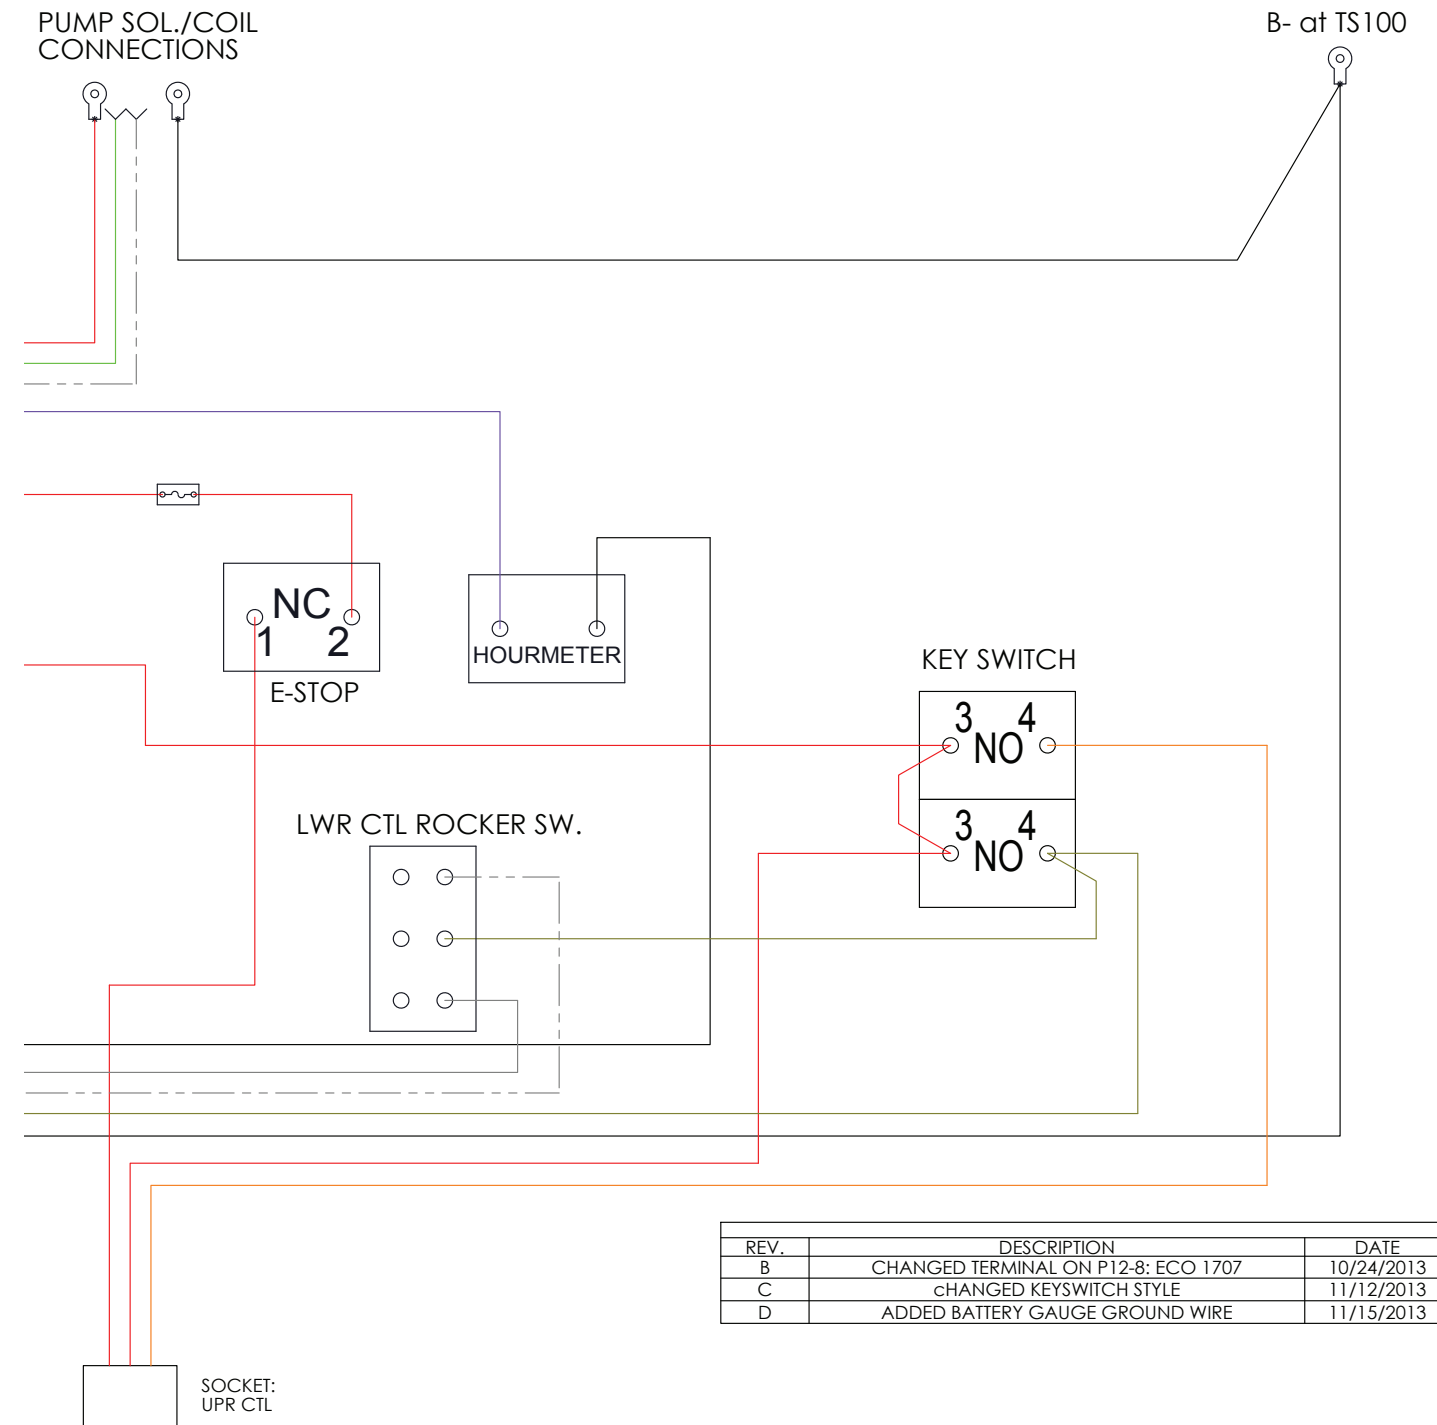 PUMP SOL./COIL
CONNECTIONS
B- at TS100
NC
1 2
E-STOP
HOURMETER
KEY SWITCH
3 4
NO
3 4
NO
LWR CTL ROCKER SW.
REV. DESCRIPTION DATE
B CHANGED TERMINAL ON P12-8: ECO 1707 10/24/2013
C cHANGED KEYSWITCH STYLE 11/12/2013
D ADDED BATTERY GAUGE GROUND WIRE 11/15/2013
SOCKET:
UPR CTL